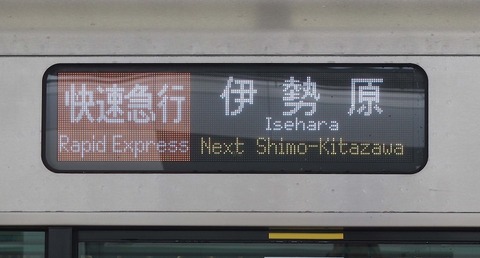 快速急行
Rapid Express
伊勢原
Isehara
Next Shimo-Kitazawa